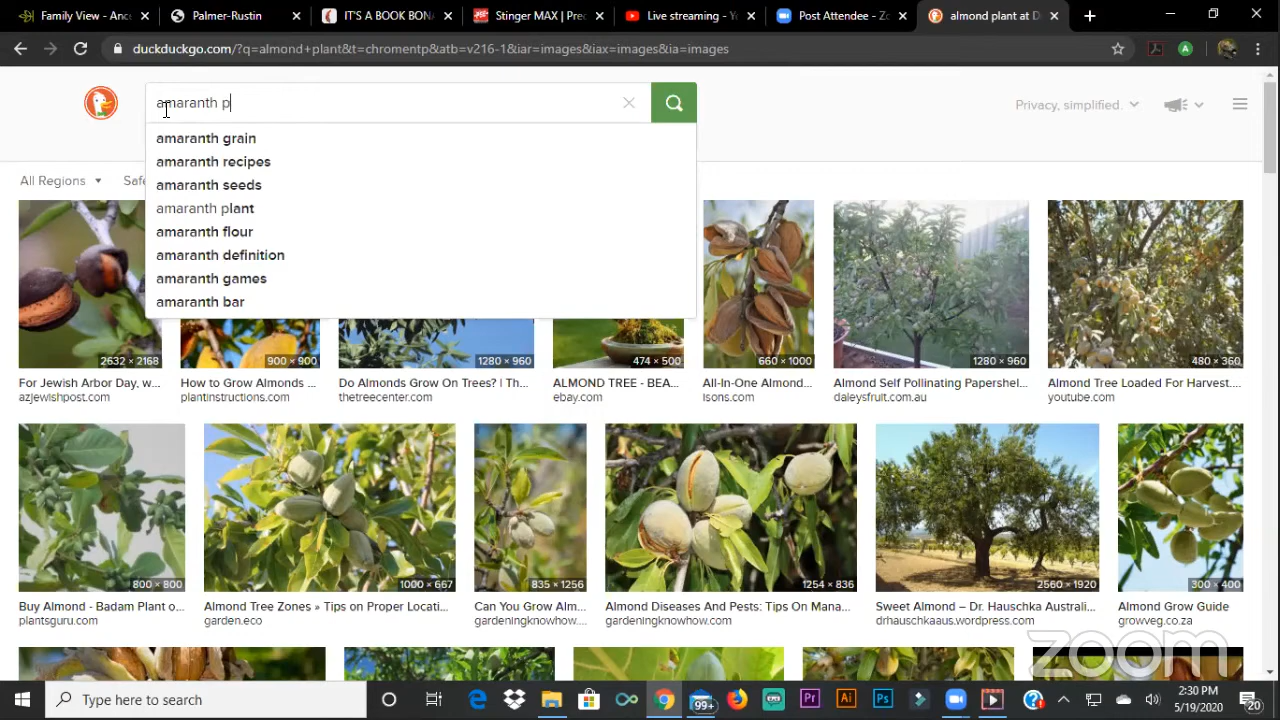 Family View - Anc
Palmer-Rustin
IT'S A BOOK BON
Stinger MAX | Pre
Live streaming - Y
Post Attendee - Zo
almond plant at D
duckduckgo.com/?q=almond+plant&t=chromentp&atb=v216-1&iar=images&iax=images&ia=images
amaranth p
Privacy, simplified.
amaranth grain
amaranth recipes
amaranth seeds
amaranth plant
amaranth flour
amaranth definition
amaranth games
amaranth bar
All Regions
Safe
2632 × 2168
900 × 900
1280 × 960
474 × 500
660 × 1000
1280 × 960
480 × 360
For Jewish Arbor Day, w...
How to Grow Almonds ...
Do Almonds Grow On Trees? | Th...
ALMOND TREE - BEA...
All-In-One Almond...
Almond Self Pollinating Papershel...
Almond Tree Loaded For Harvest....
azjewishpost.com
plantinstructions.com
thetreecenter.com
ebay.com
isons.com
daleysfruit.com.au
youtube.com
800 × 800
1000 × 667
835 × 1256
1254 × 836
2560 × 1920
300 × 400
Buy Almond - Badam Plant o...
Almond Tree Zones » Tips on Proper Locati...
Can You Grow Alm...
Almond Diseases And Pests: Tips On Mana...
Sweet Almond – Dr. Hauschka Australi...
Almond Grow Guide
plantsguru.com
garden.eco
gardeningknowhow....
gardeningknowhow.com
drhauschkaaus.wordpress.com
growveg.co.za
zoom
Type here to search
99+
Pr
Ai
Ps
2:30 PM
5/19/2020
20